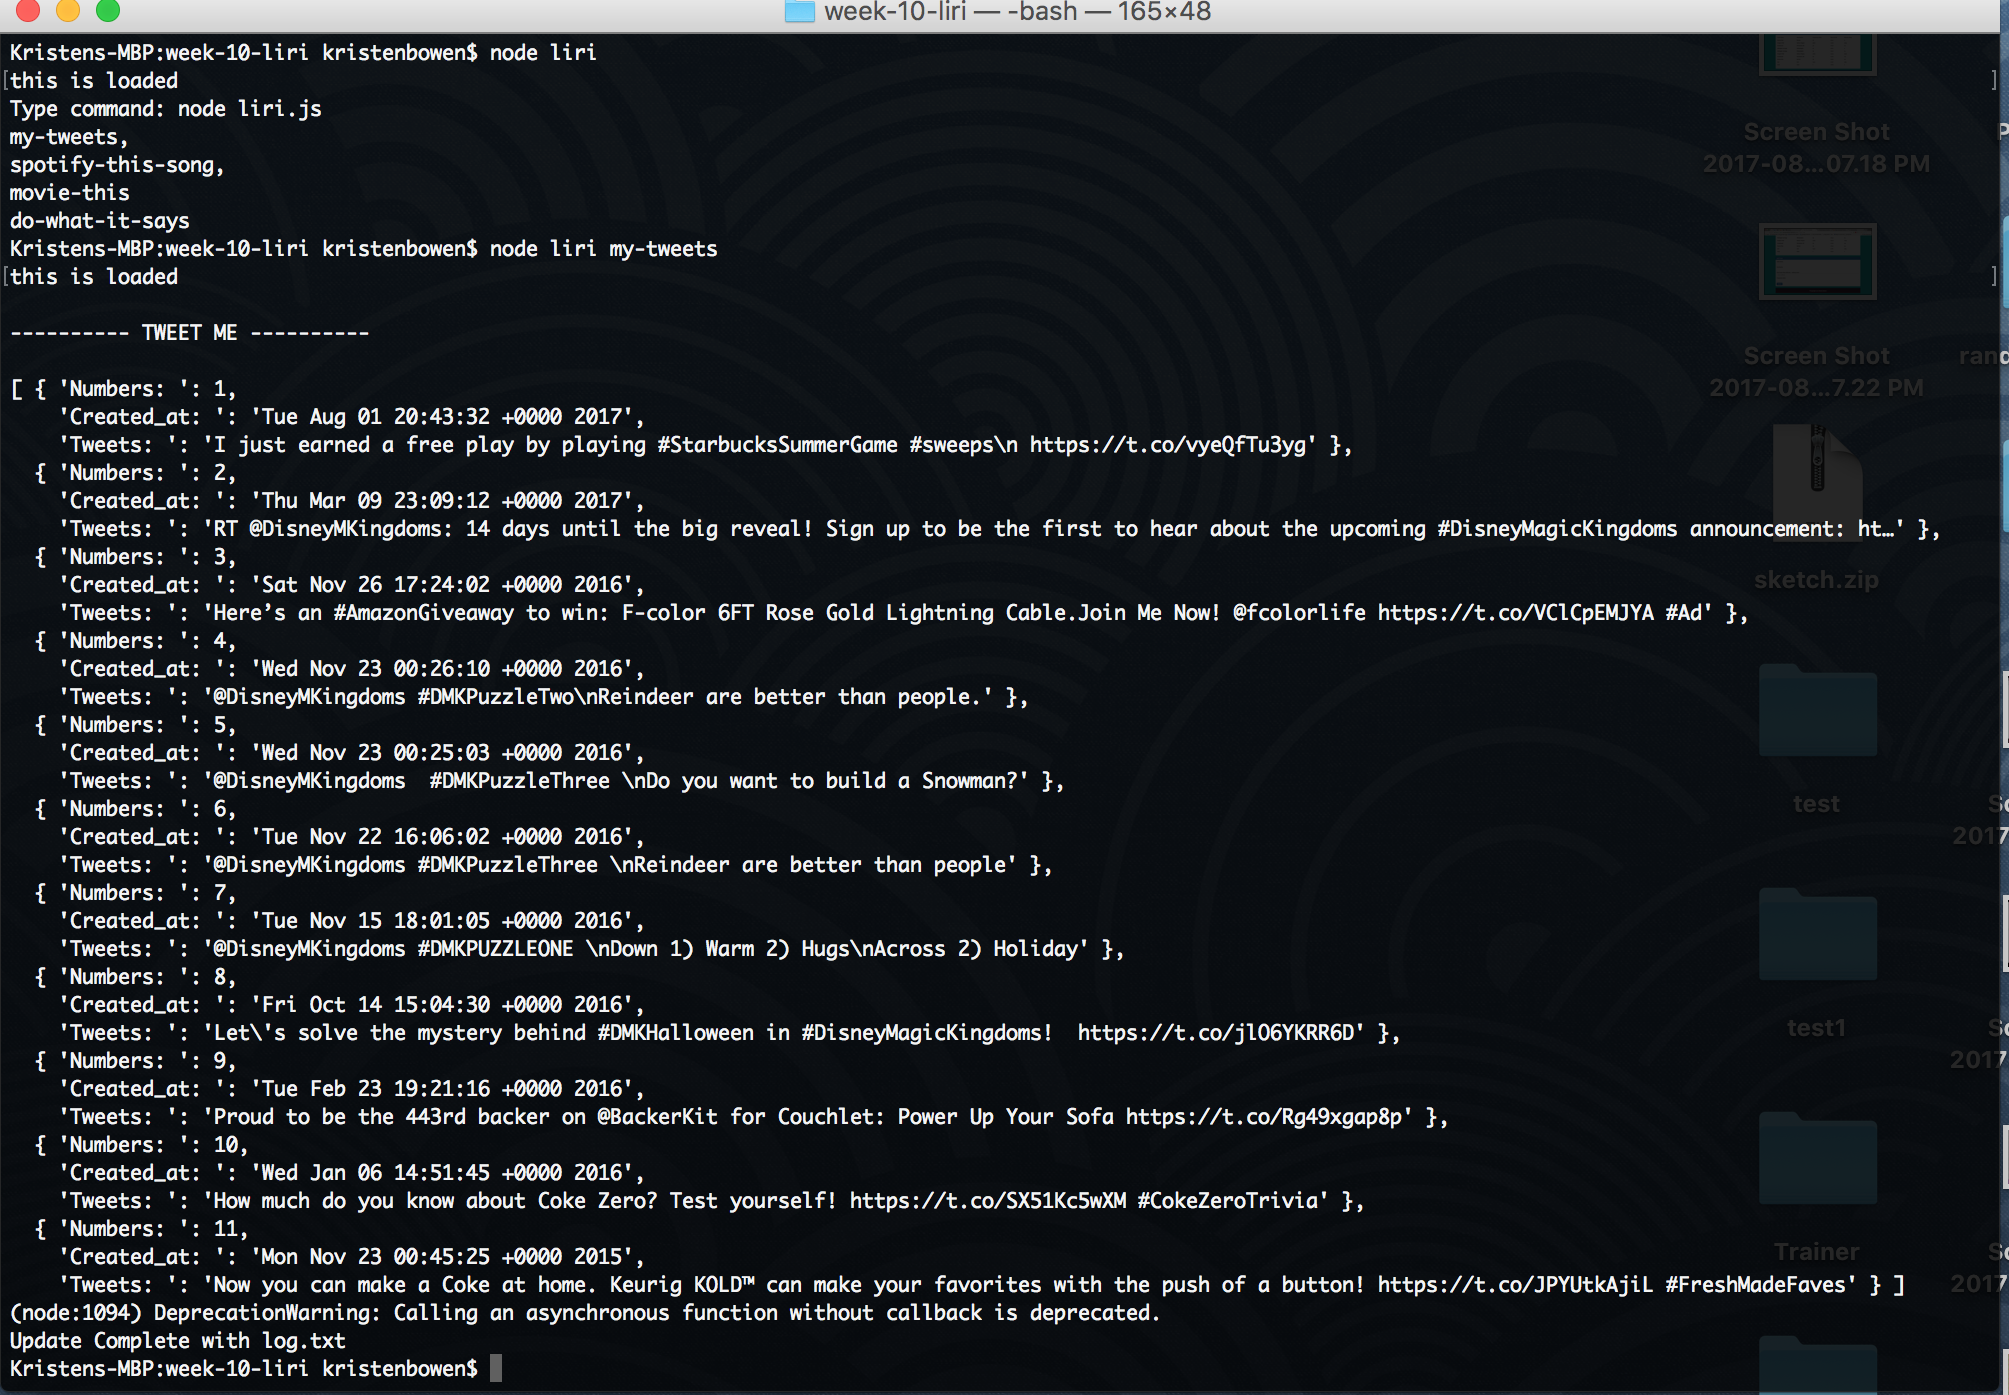 week-10-liri — -bash — 165×48
Kristens-MBP:week-10-liri kristenbowen$ node liri
[this is loaded ]
Type command: node liri.js
my-tweets,
spotify-this-song,
movie-this
do-what-it-says
Kristens-MBP:week-10-liri kristenbowen$ node liri my-tweets
[this is loaded ]
---------- TWEET ME ----------
[ { 'Numbers: ': 1,
'Created_at: ': 'Tue Aug 01 20:43:32 +0000 2017',
'Tweets: ': 'I just earned a free play by playing #StarbucksSummerGame #sweeps\n https://t.co/vyeQfTu3yg' },
{ 'Numbers: ': 2,
'Created_at: ': 'Thu Mar 09 23:09:12 +0000 2017',
'Tweets: ': 'RT @DisneyMKingdoms: 14 days until the big reveal! Sign up to be the first to hear about the upcoming #DisneyMagicKingdoms announcement: ht…' },
{ 'Numbers: ': 3,
'Created_at: ': 'Sat Nov 26 17:24:02 +0000 2016',
'Tweets: ': 'Here’s an #AmazonGiveaway to win: F-color 6FT Rose Gold Lightning Cable.Join Me Now! @fcolorlife https://t.co/VClCpEMJYA #Ad' },
{ 'Numbers: ': 4,
'Created_at: ': 'Wed Nov 23 00:26:10 +0000 2016',
'Tweets: ': '@DisneyMKingdoms #DMKPuzzleTwo\nReindeer are better than people.' },
{ 'Numbers: ': 5,
'Created_at: ': 'Wed Nov 23 00:25:03 +0000 2016',
'Tweets: ': '@DisneyMKingdoms  #DMKPuzzleThree \nDo you want to build a Snowman?' },
{ 'Numbers: ': 6,
'Created_at: ': 'Tue Nov 22 16:06:02 +0000 2016',
'Tweets: ': '@DisneyMKingdoms #DMKPuzzleThree \nReindeer are better than people' },
{ 'Numbers: ': 7,
'Created_at: ': 'Tue Nov 15 18:01:05 +0000 2016',
'Tweets: ': '@DisneyMKingdoms #DMKPUZZLEONE \nDown 1) Warm 2) Hugs\nAcross 2) Holiday' },
{ 'Numbers: ': 8,
'Created_at: ': 'Fri Oct 14 15:04:30 +0000 2016',
'Tweets: ': 'Let\'s solve the mystery behind #DMKHalloween in #DisneyMagicKingdoms!  https://t.co/jlO6YKRR6D' },
{ 'Numbers: ': 9,
'Created_at: ': 'Tue Feb 23 19:21:16 +0000 2016',
'Tweets: ': 'Proud to be the 443rd backer on @BackerKit for Couchlet: Power Up Your Sofa https://t.co/Rg49xgap8p' },
{ 'Numbers: ': 10,
'Created_at: ': 'Wed Jan 06 14:51:45 +0000 2016',
'Tweets: ': 'How much do you know about Coke Zero? Test yourself! https://t.co/SX51Kc5wXM #CokeZeroTrivia' },
{ 'Numbers: ': 11,
'Created_at: ': 'Mon Nov 23 00:45:25 +0000 2015',
'Tweets: ': 'Now you can make a Coke at home. Keurig KOLD™ can make your favorites with the push of a button! https://t.co/JPYUtkAjiL #FreshMadeFaves' } ]
(node:1094) DeprecationWarning: Calling an asynchronous function without callback is deprecated.
Update Complete with log.txt
Kristens-MBP:week-10-liri kristenbowen$
Screen Shot
2017-08...07.18 PM
Screen Shot
2017-08...7.22 PM
sketch.zip
test
test1
Trainer